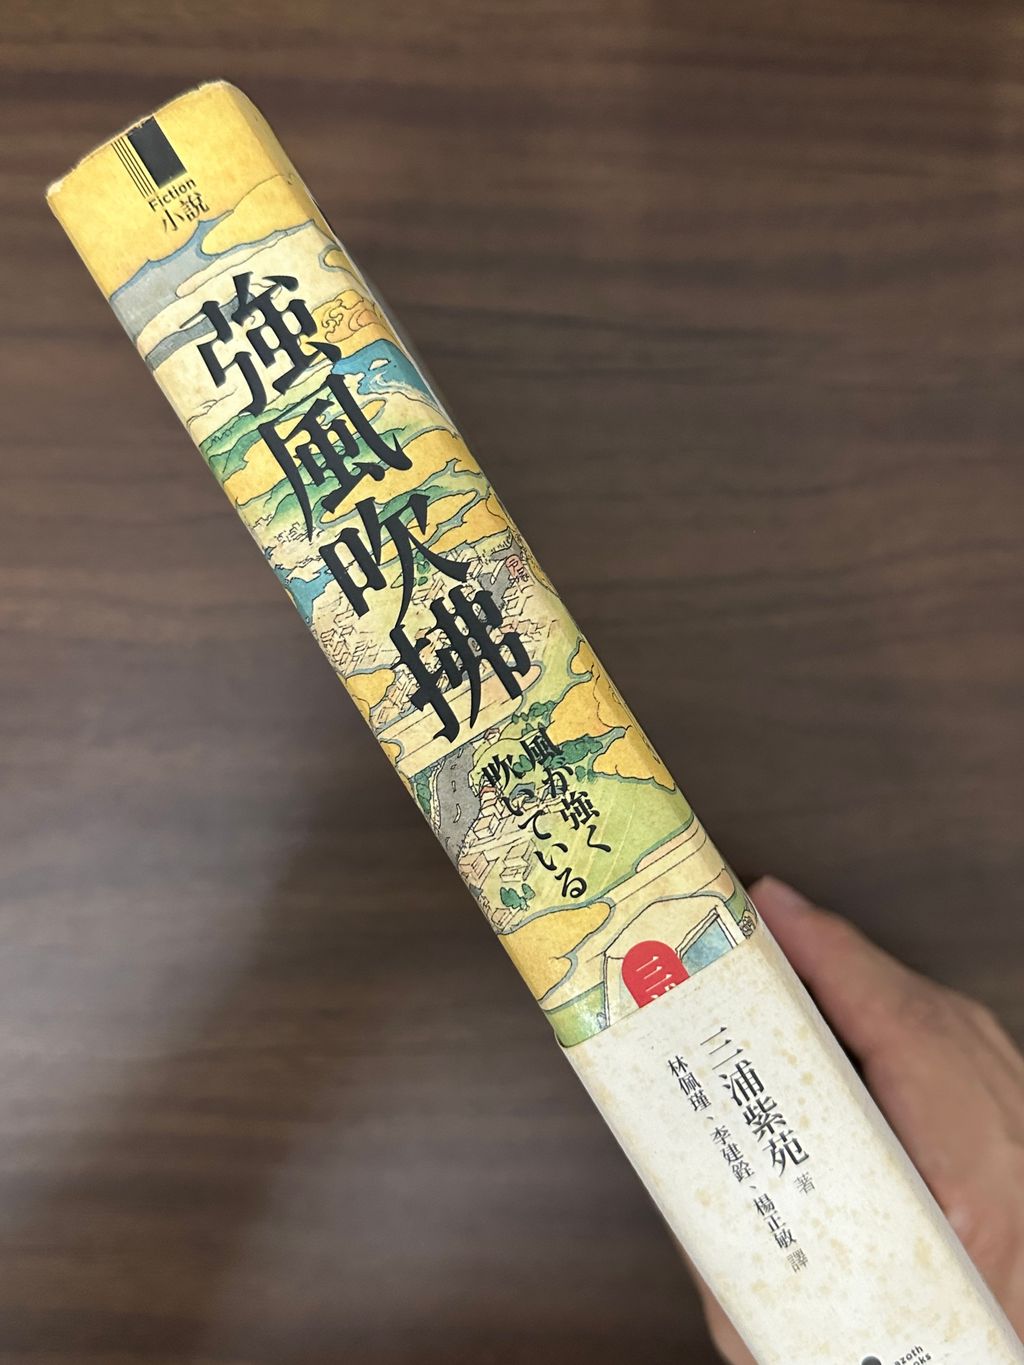 Fiction
小說
強風吹拂
風が強く
吹いている
三
三浦紫苑 著
林佩瑾、李建銓、楊正敏 譯